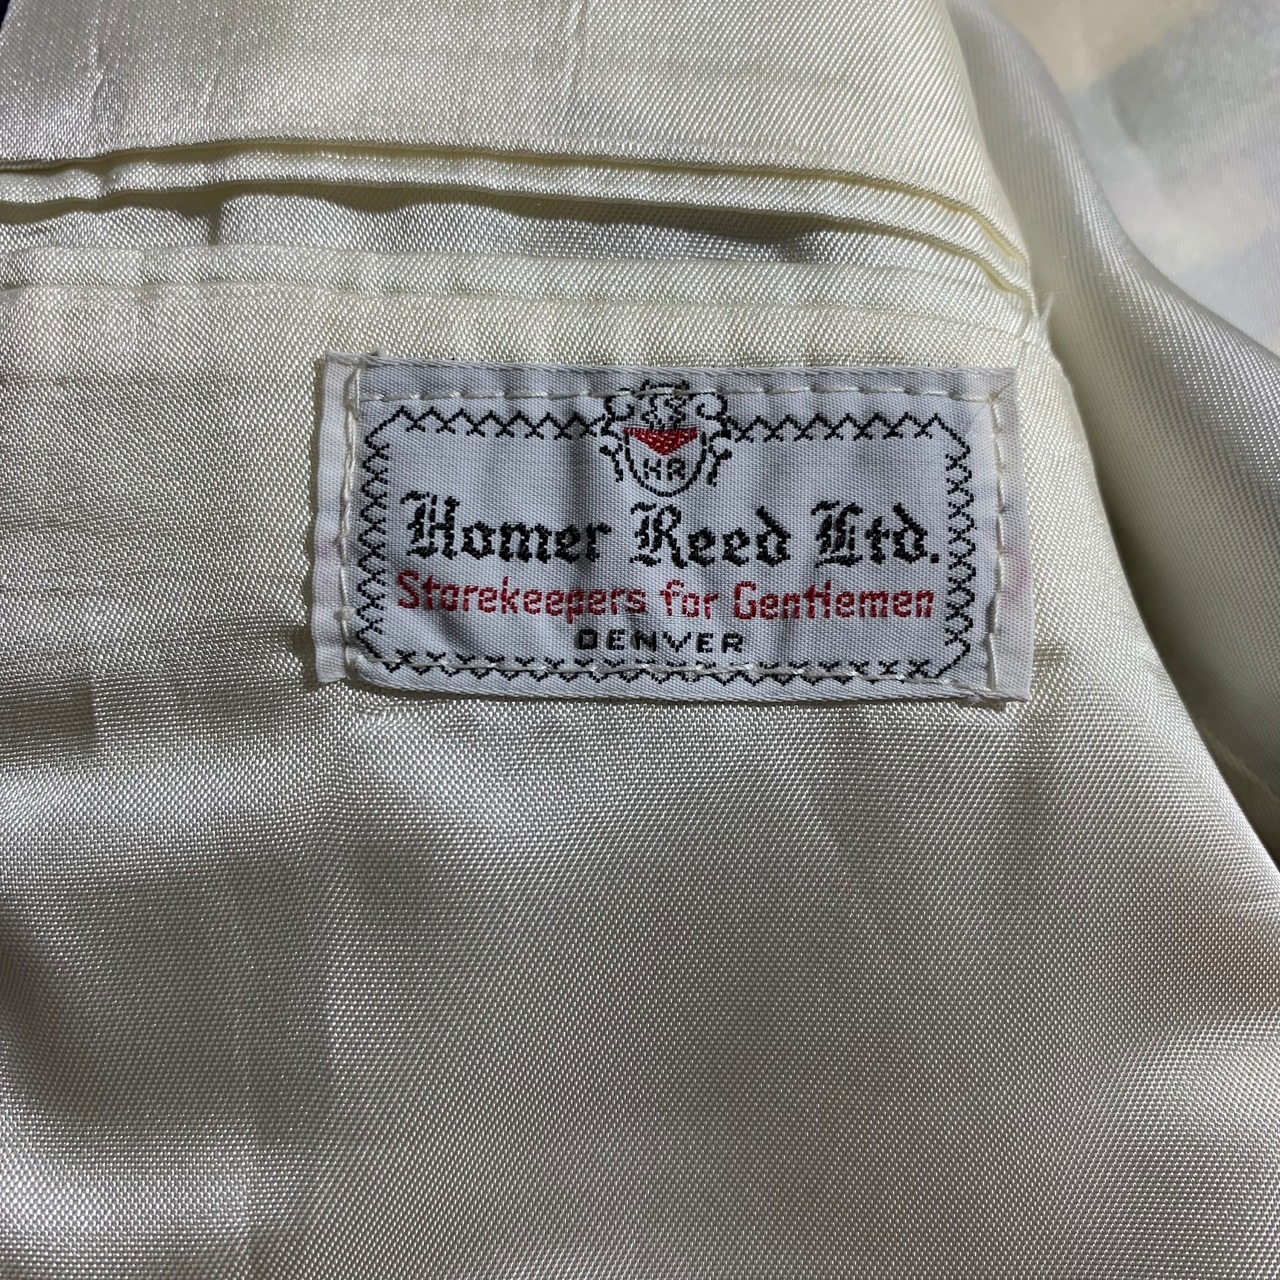 HR
Homer Reed Ltd.
Storekeepers for Gentlemen
DENVER